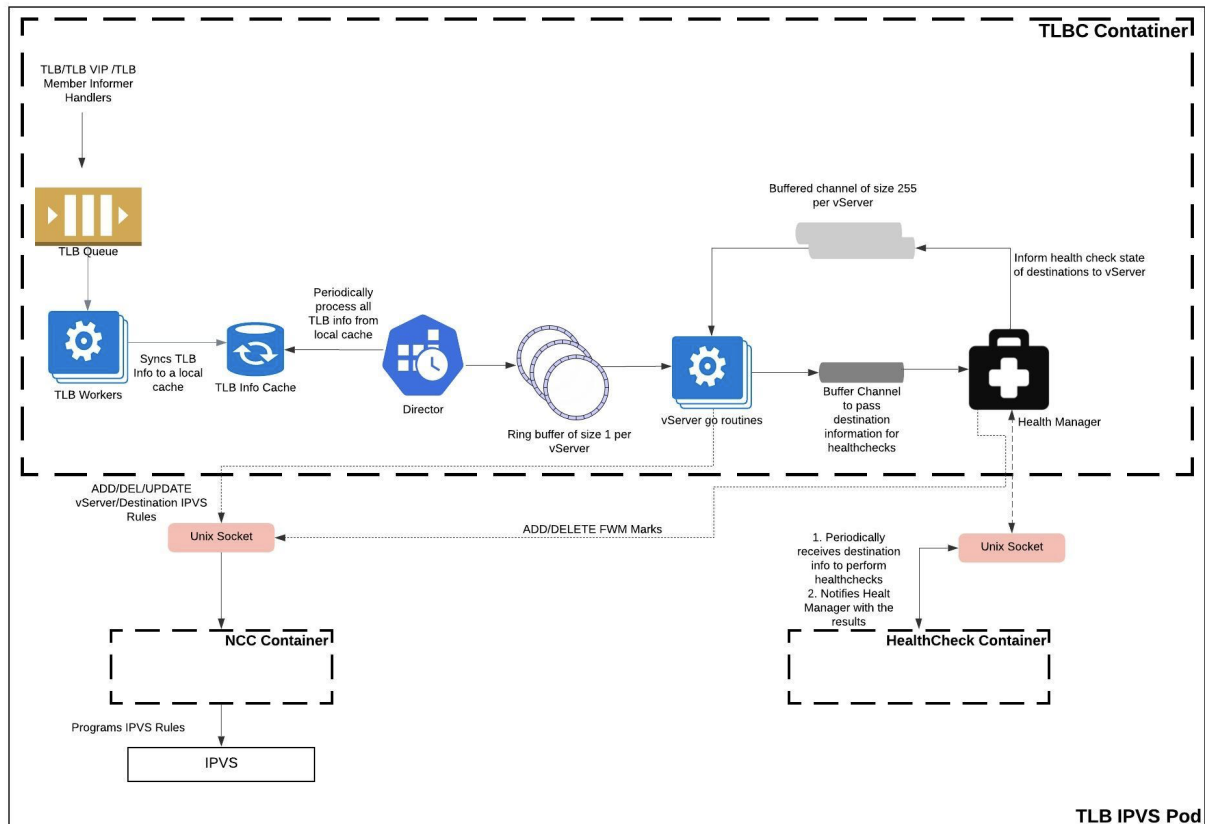 TLBC Contatiner
TLB/TLB VIP /TLB
Member Informer
Handlers
TLB Queue
TLB Workers
Syncs TLB
Info to a local
cache
TLB Info Cache
Periodically
process all
TLB info from
local cache
Director
Ring buffer of size 1 per
vServer
Buffered channel of size 255
per vServer
vServer go routines
Buffer Channel
to pass
destination
information for
healthchecks
Inform health check state
of destinations to vServer
Health Manager
ADD/DEL/UPDATE
vServer/Destination IPVS
Rules
Unix Socket
ADD/DELETE FWM Marks
1. Periodically
receives destination
info to perform
healthchecks
2. Notifies Healt
Manager with the
results
Unix Socket
NCC Container
HealthCheck Container
Programs IPVS Rules
IPVS
TLB IPVS Pod